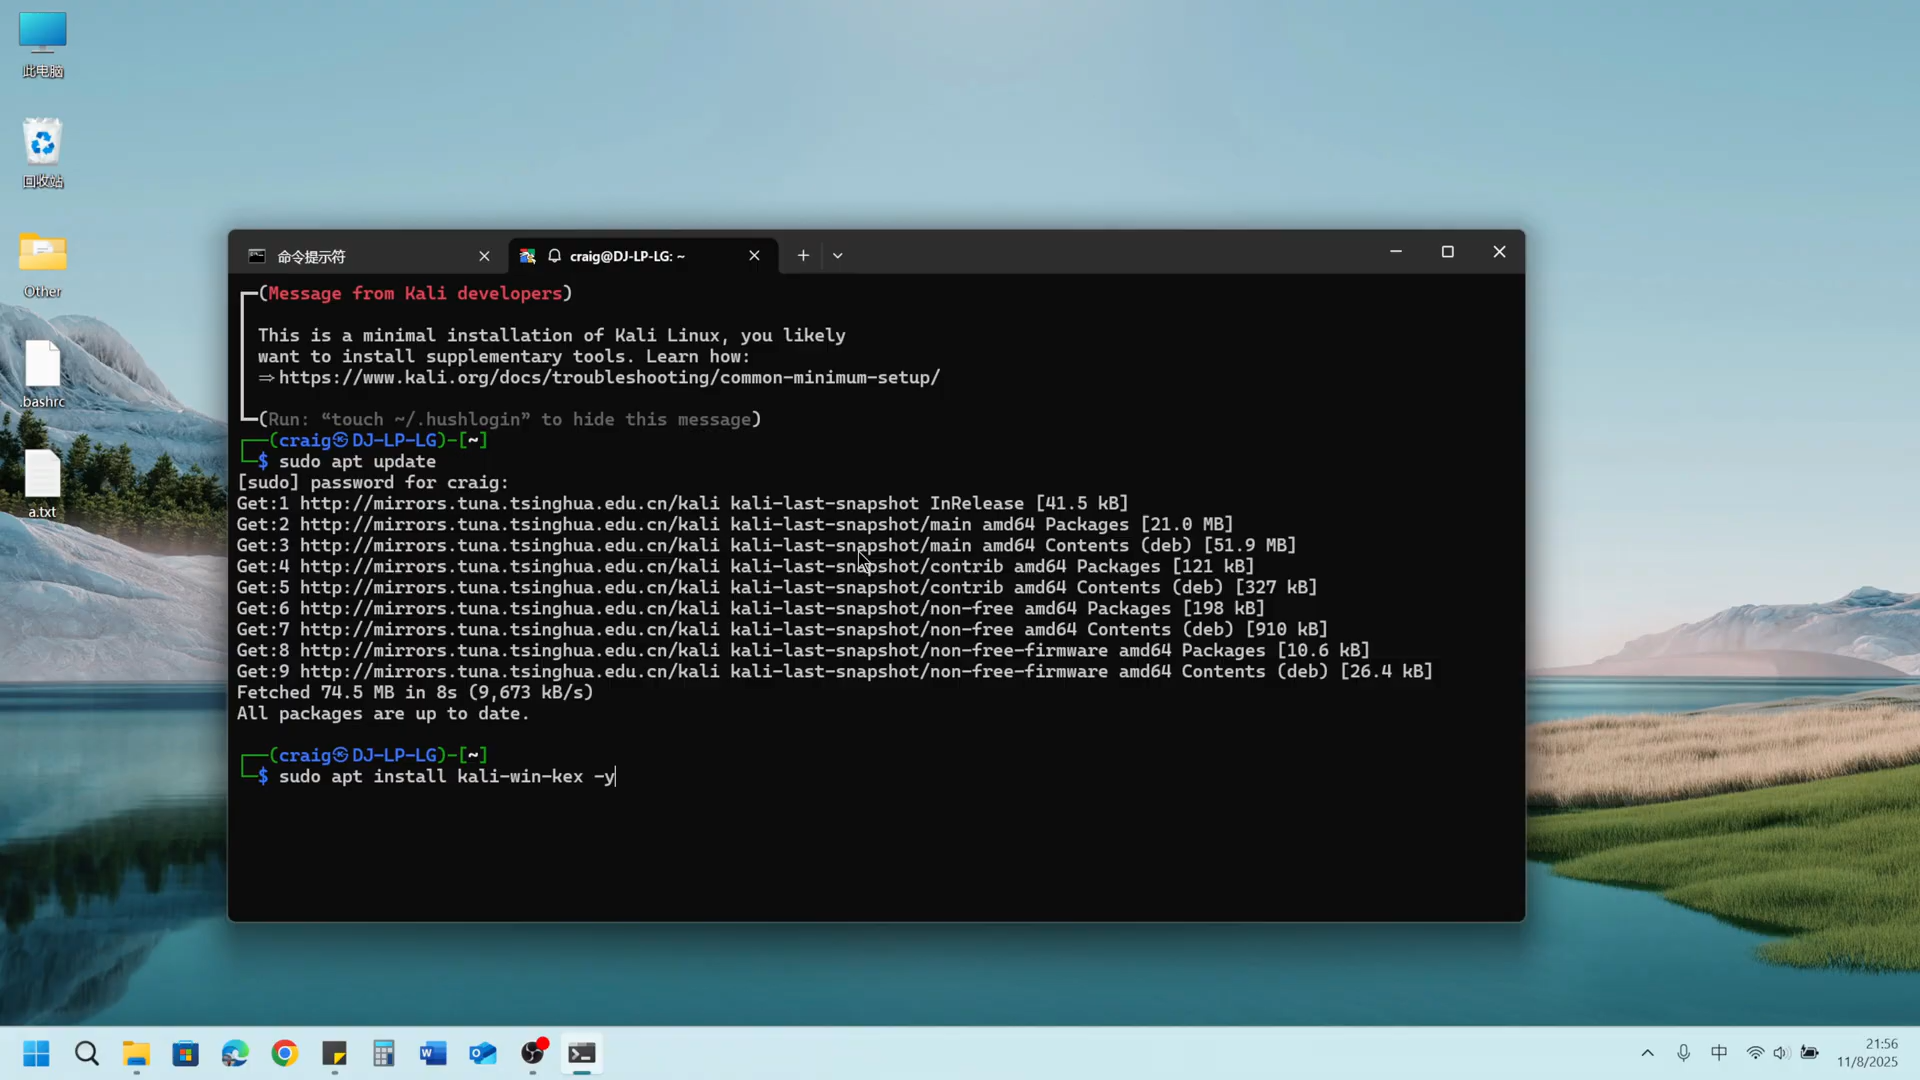 此电脑
回收站
Other
.bashrc
a.txt
命令提示符
craig@DJ-LP-LG: ~
(Message from Kali developers)
This is a minimal installation of Kali Linux, you likely
want to install supplementary tools. Learn how:
⇒ https://www.kali.org/docs/troubleshooting/common-minimum-setup/
(Run: “touch ~/.hushlogin” to hide this message)
┌──(craig㉿DJ-LP-LG)-[~]
└─$ sudo apt update
[sudo] password for craig:
Get:1 http://mirrors.tuna.tsinghua.edu.cn/kali kali-last-snapshot InRelease [41.5 kB]
Get:2 http://mirrors.tuna.tsinghua.edu.cn/kali kali-last-snapshot/main amd64 Packages [21.0 MB]
Get:3 http://mirrors.tuna.tsinghua.edu.cn/kali kali-last-snapshot/main amd64 Contents (deb) [51.9 MB]
Get:4 http://mirrors.tuna.tsinghua.edu.cn/kali kali-last-snapshot/contrib amd64 Packages [121 kB]
Get:5 http://mirrors.tuna.tsinghua.edu.cn/kali kali-last-snapshot/contrib amd64 Contents (deb) [327 kB]
Get:6 http://mirrors.tuna.tsinghua.edu.cn/kali kali-last-snapshot/non-free amd64 Packages [198 kB]
Get:7 http://mirrors.tuna.tsinghua.edu.cn/kali kali-last-snapshot/non-free amd64 Contents (deb) [910 kB]
Get:8 http://mirrors.tuna.tsinghua.edu.cn/kali kali-last-snapshot/non-free-firmware amd64 Packages [10.6 kB]
Get:9 http://mirrors.tuna.tsinghua.edu.cn/kali kali-last-snapshot/non-free-firmware amd64 Contents (deb) [26.4 kB]
Fetched 74.5 MB in 8s (9,673 kB/s)
All packages are up to date.
┌──(craig㉿DJ-LP-LG)-[~]
└─$ sudo apt install kali-win-kex -y
中
21:56
11/8/2025